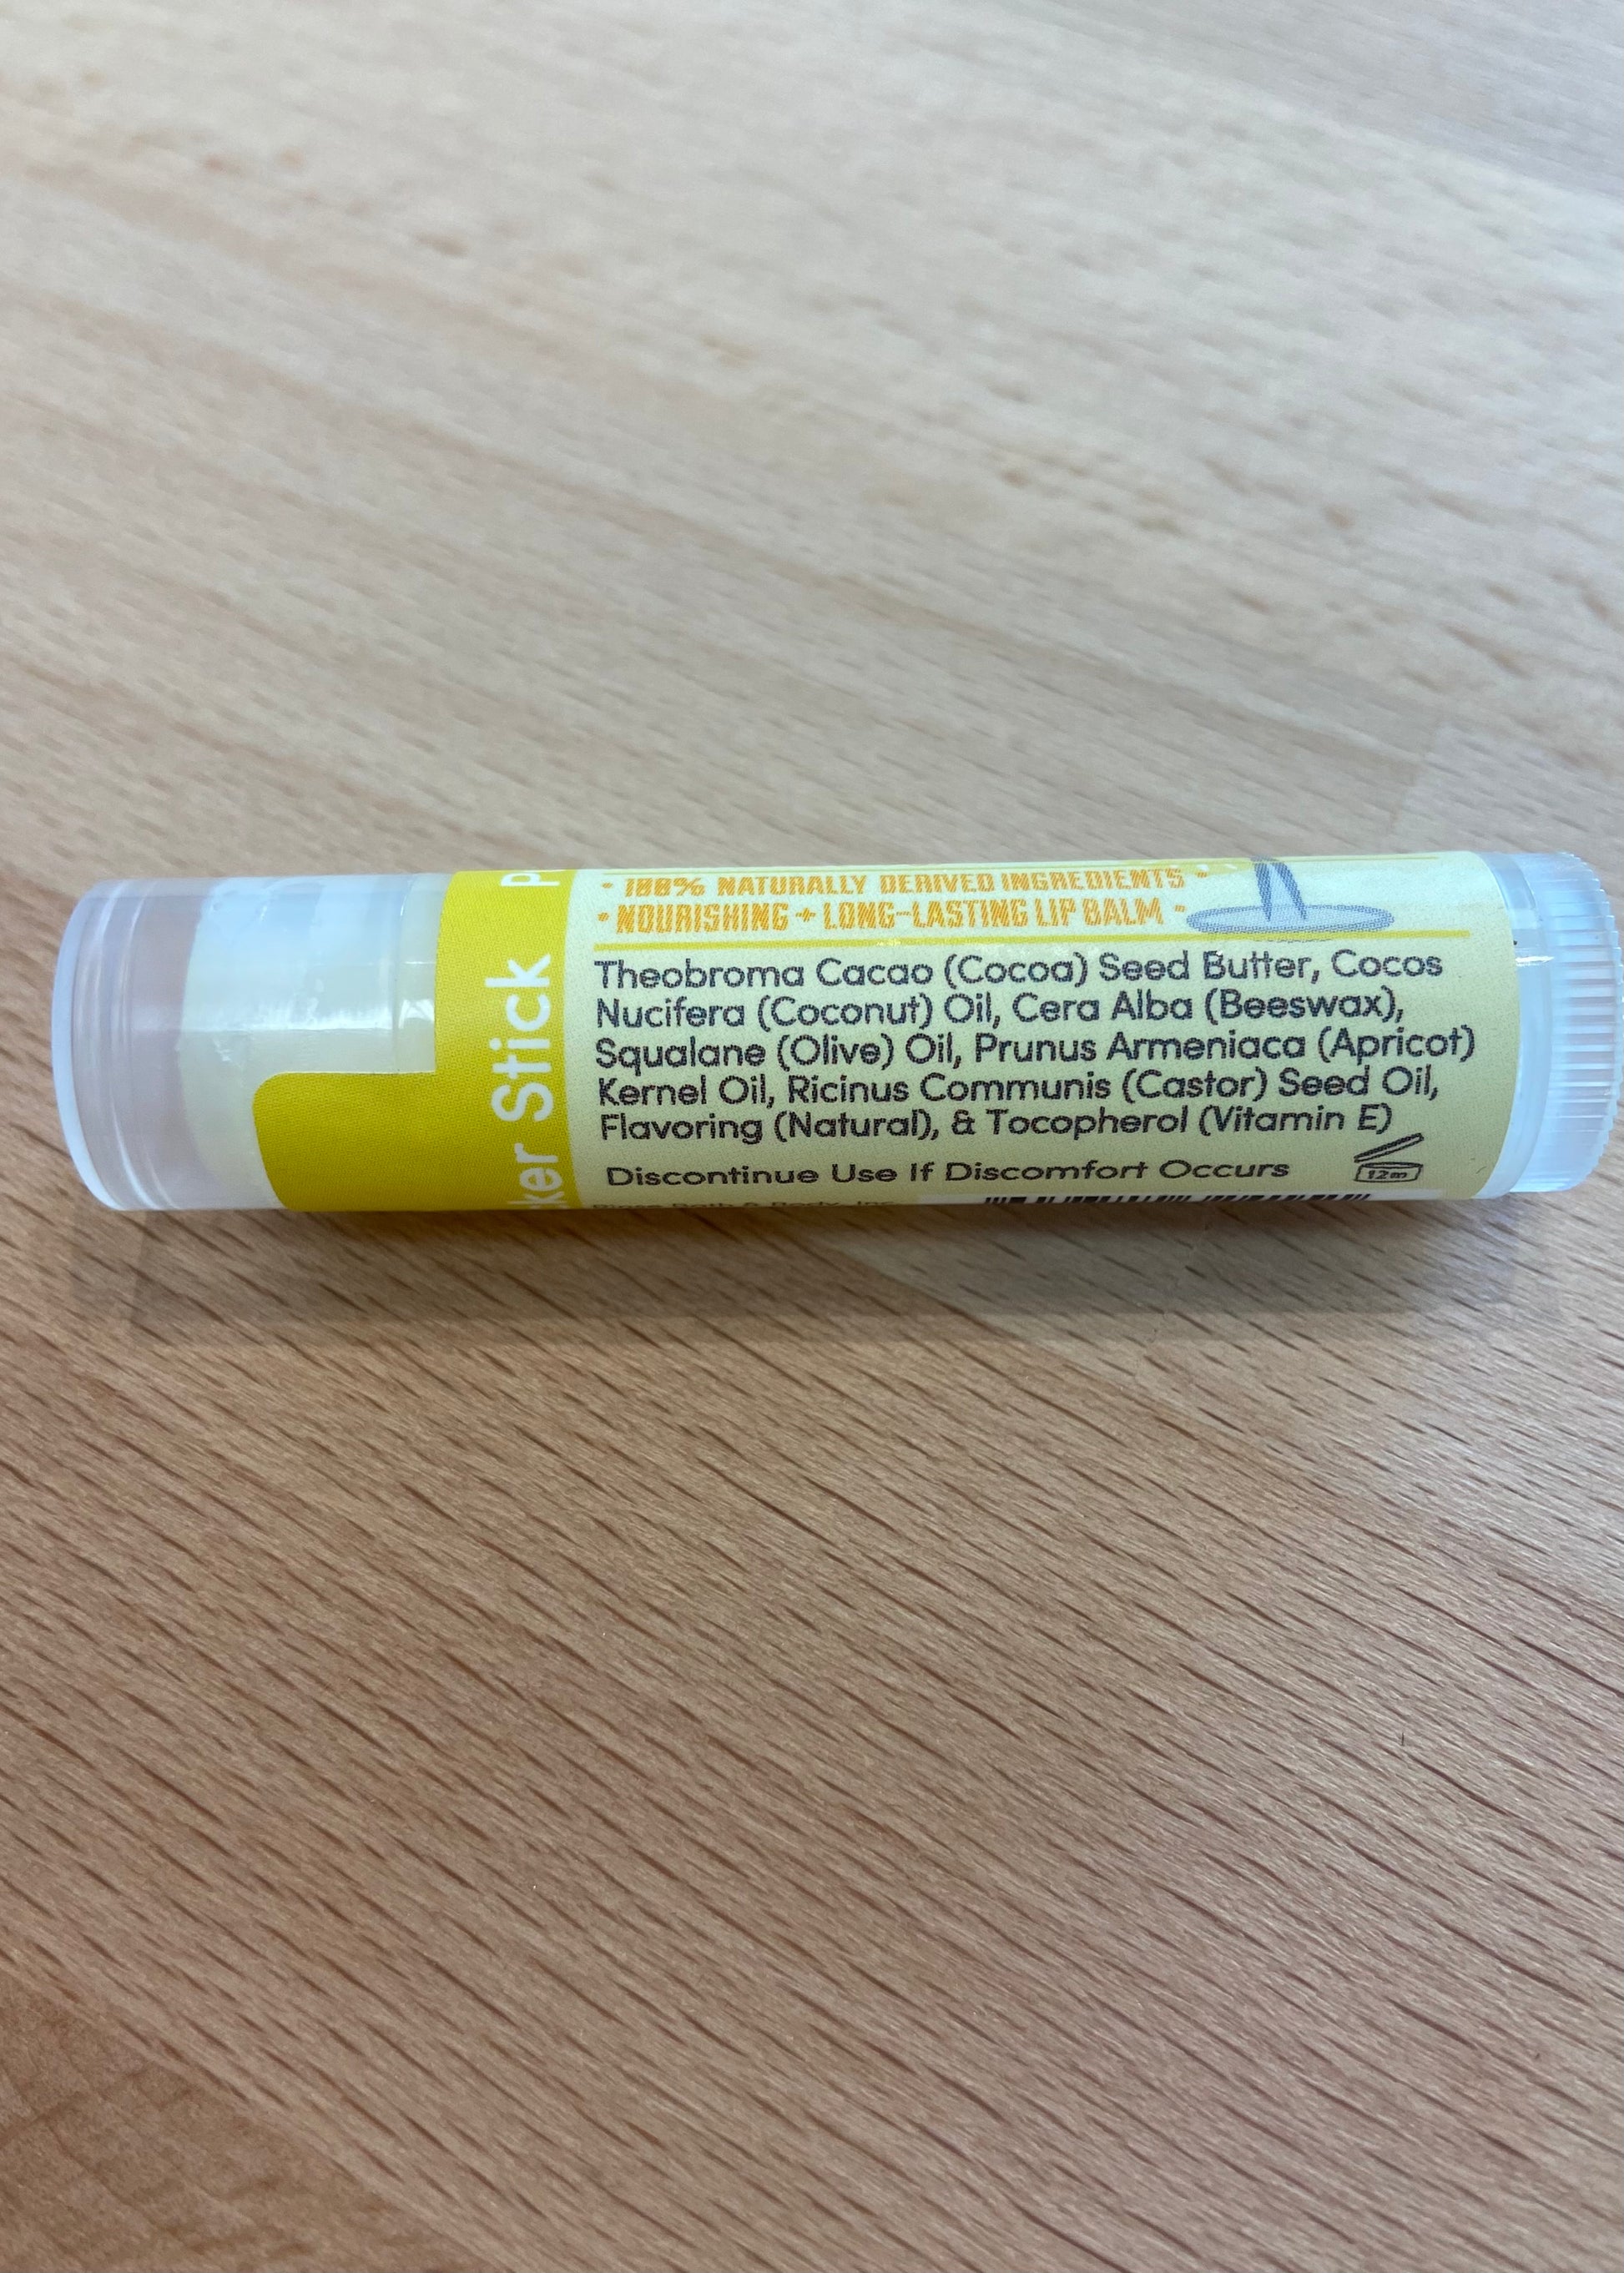 Stick
• 100% NATURALLY DERIVED INGREDIENTS •
• NOURISHING + LONG-LASTING LIP BALM •
Theobroma Cacao (Cocoa) Seed Butter, Cocos
Nucifera (Coconut) Oil, Cera Alba (Beeswax),
Squalane (Olive) Oil, Prunus Armeniaca (Apricot)
Kernel Oil, Ricinus Communis (Castor) Seed Oil,
Flavoring (Natural), & Tocopherol (Vitamin E)
Discontinue Use If Discomfort Occurs
12m